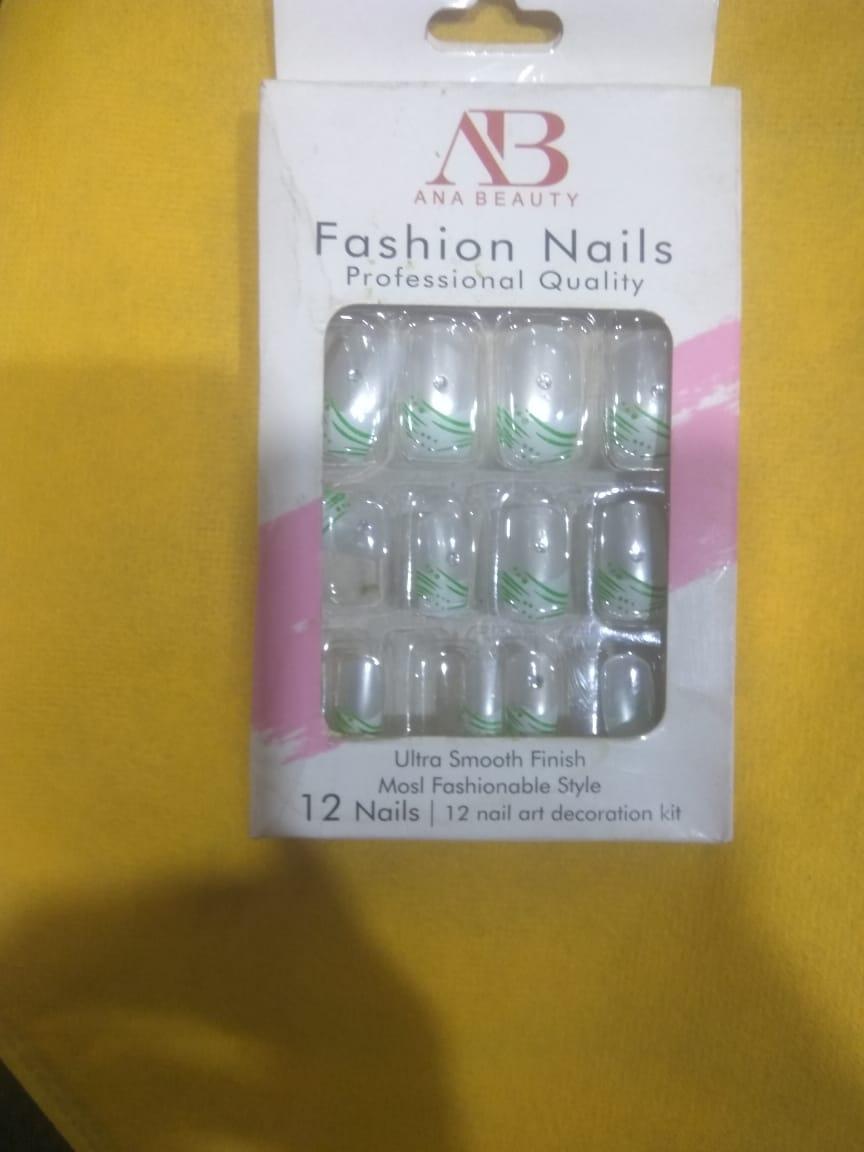 AB
ANA BEAUTY
Fashion Nails
Professional Quality
Ultra Smooth Finish
Mosl Fashionable Style
12 Nails | 12 nail art decoration kit